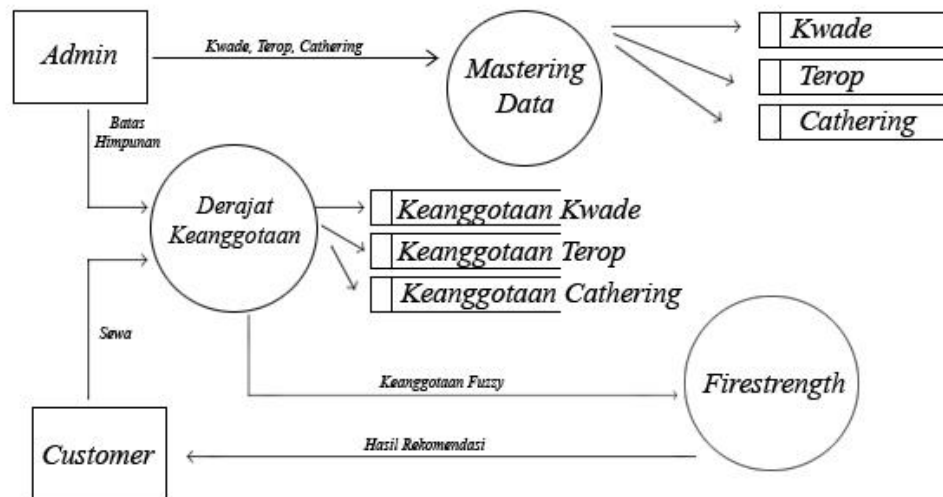 Admin
Kwade, Terop, Cathering
Mastering
Data
Kwade
Terop
Cathering
Batas
Himpunan
Derajat
Keanggotaan
Keanggotaan Kwade
Keanggotaan Terop
Keanggotaan Cathering
Sewa
Keanggotaan Fuzzy
Firestrength
Hasil Rekomendasi
Customer